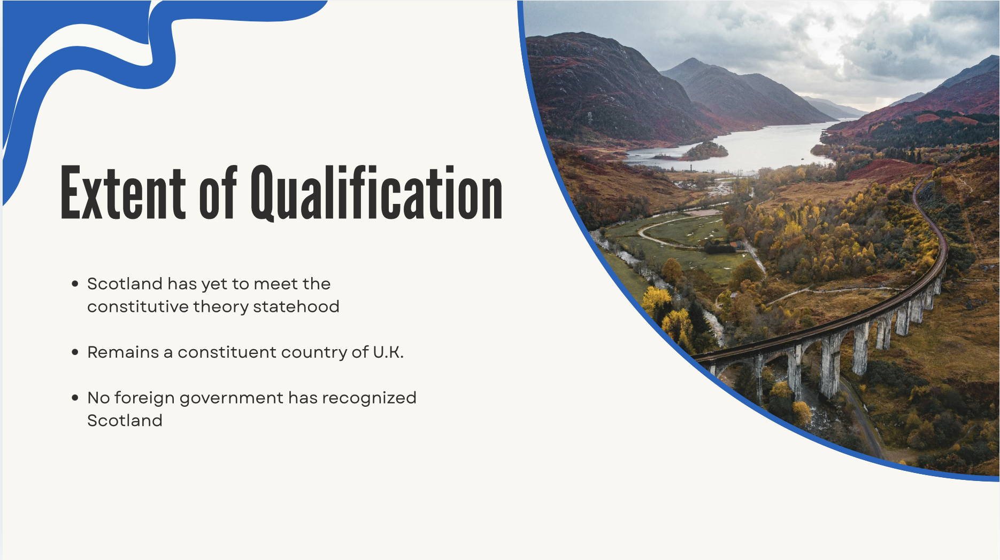 Extent of Qualification
• Scotland has yet to meet the
constitutive theory statehood
• Remains a constituent country of U.K.
• No foreign government has recognized
Scotland